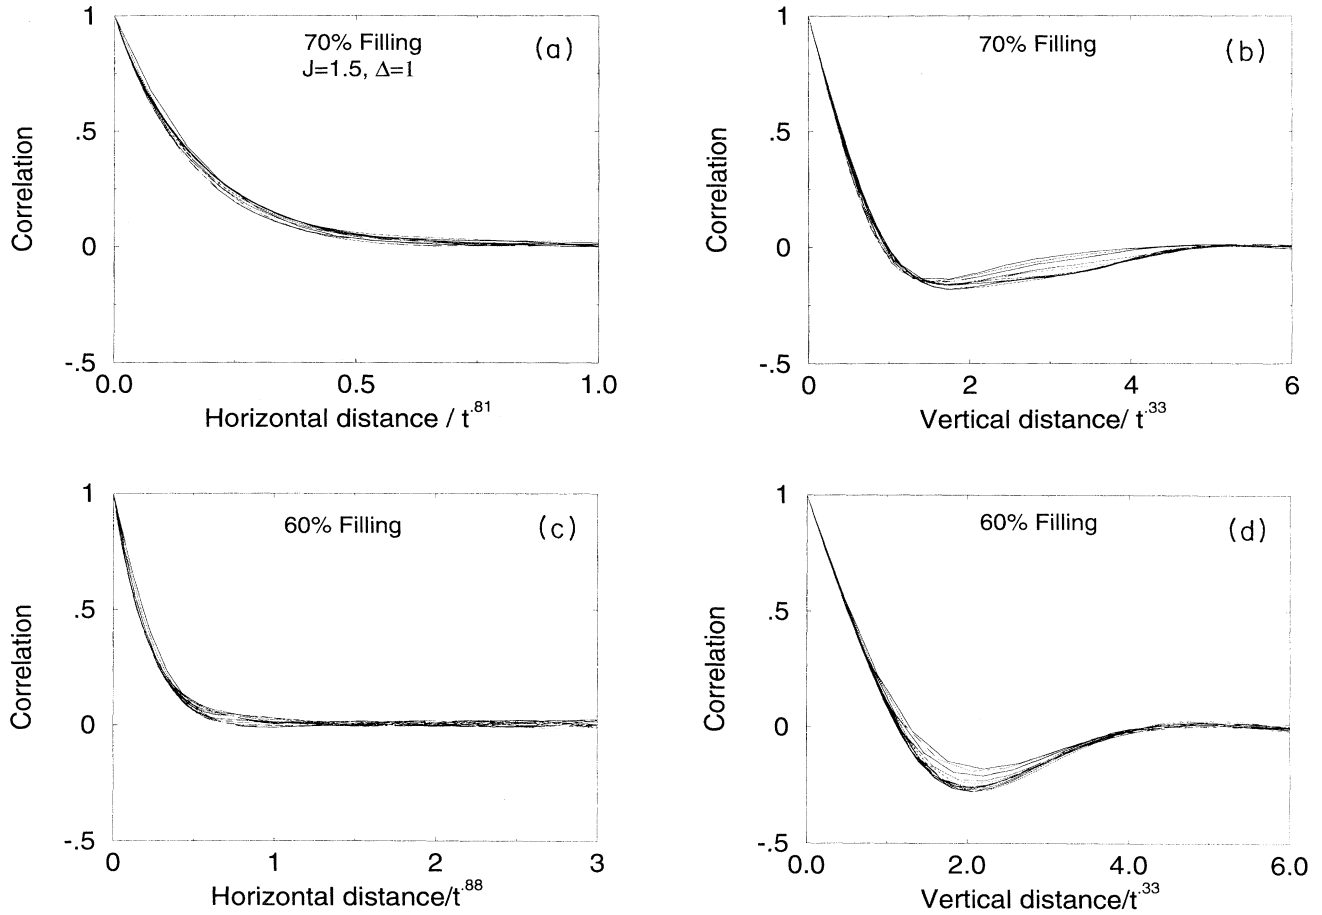 70% Filling
J=1.5, Δ=1
(a)
Correlation
1
.5
0
-.5
0.0
0.5
1.0
Horizontal distance / t^.81
70% Filling
(b)
Correlation
1
.5
0
-.5
0
2
4
6
Vertical distance/ t^.33
60% Filling
(c)
Correlation
1
.5
0
-.5
0
1
2
3
Horizontal distance/t^.88
60% Filling
(d)
Correlation
1
.5
0
-.5
0.0
2.0
4.0
6.0
Vertical distance/t^.33